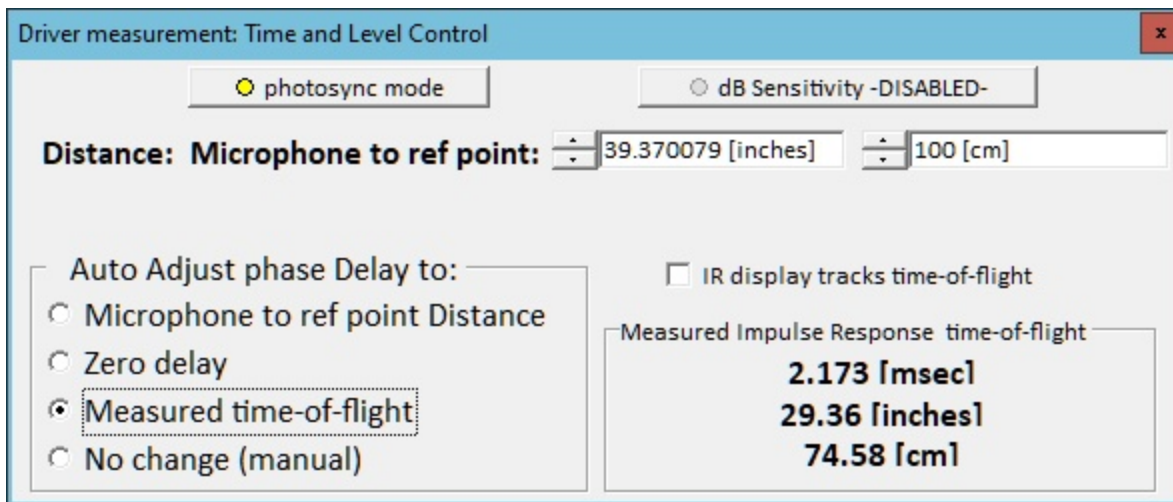 Driver measurement: Time and Level Control
x
photosync mode
dB Sensitivity -DISABLED-
Distance: Microphone to ref point:
39.370079 [inches]
100 [cm]
Auto Adjust phase Delay to:
Microphone to ref point Distance
Zero delay
Measured time-of-flight
No change (manual)
IR display tracks time-of-flight
Measured Impulse Response time-of-flight
2.173 [msec]
29.36 [inches]
74.58 [cm]